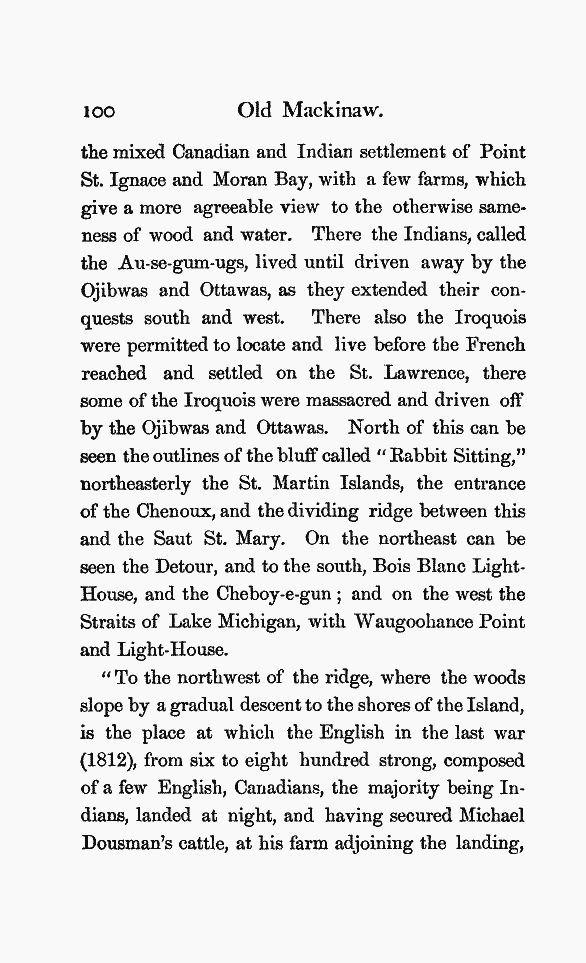 100 Old Mackinaw.
the mixed Canadian and Indian settlement of Point
St. Ignace and Moran Bay, with a few farms, which
give a more agreeable view to the otherwise same-
ness of wood and water. There the Indians, called
the Au-se-gum-ugs, lived until driven away by the
Ojibwas and Ottawas, as they extended their con-
quests south and west. There also the Iroquois
were permitted to locate and live before the French
reached and settled on the St. Lawrence, there
some of the Iroquois were massacred and driven off
by the Ojibwas and Ottawas. North of this can be
seen the outlines of the bluff called "Rabbit Sitting,"
northeasterly the St. Martin Islands, the entrance
of the Chenoux, and the dividing ridge between this
and the Saut St. Mary. On the northeast can be
seen the Detour, and to the south, Bois Blanc Light-
House, and the Cheboy-e-gun ; and on the west the
Straits of Lake Michigan, with Waugoohance Point
and Light-House.
"To the northwest of the ridge, where the woods
slope by a gradual descent to the shores of the Island,
is the place at which the English in the last war
(1812), from six to eight hundred strong, composed
of a few English, Canadians, the majority being In-
dians, landed at night, and having secured Michael
Dousman's cattle, at his farm adjoining the landing,